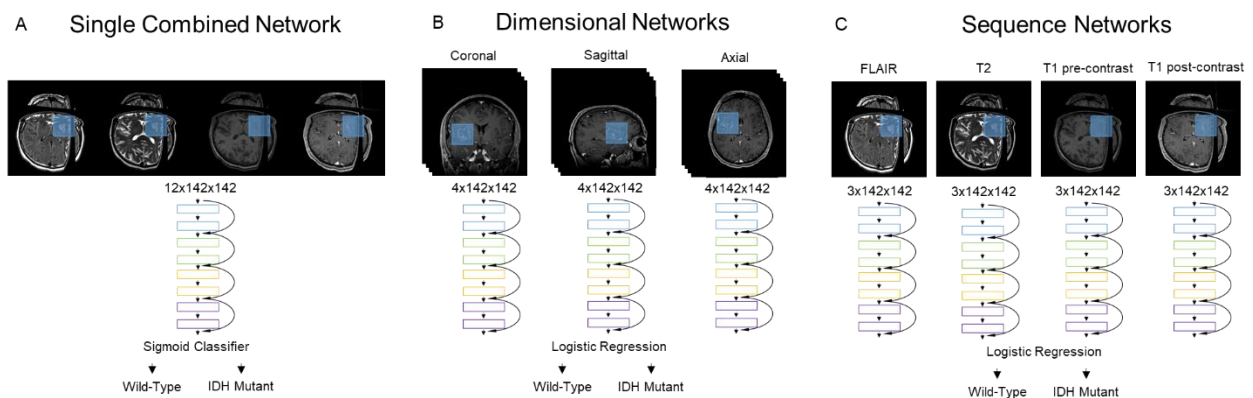 A Single Combined Network
12x142x142
Sigmoid Classifier
Wild-Type IDH Mutant
B Dimensional Networks
Coronal Sagittal Axial
4x142x142 4x142x142 4x142x142
Logistic Regression
Wild-Type IDH Mutant
C Sequence Networks
FLAIR T2 T1 pre-contrast T1 post-contrast
3x142x142 3x142x142 3x142x142 3x142x142
Logistic Regression
Wild-Type IDH Mutant